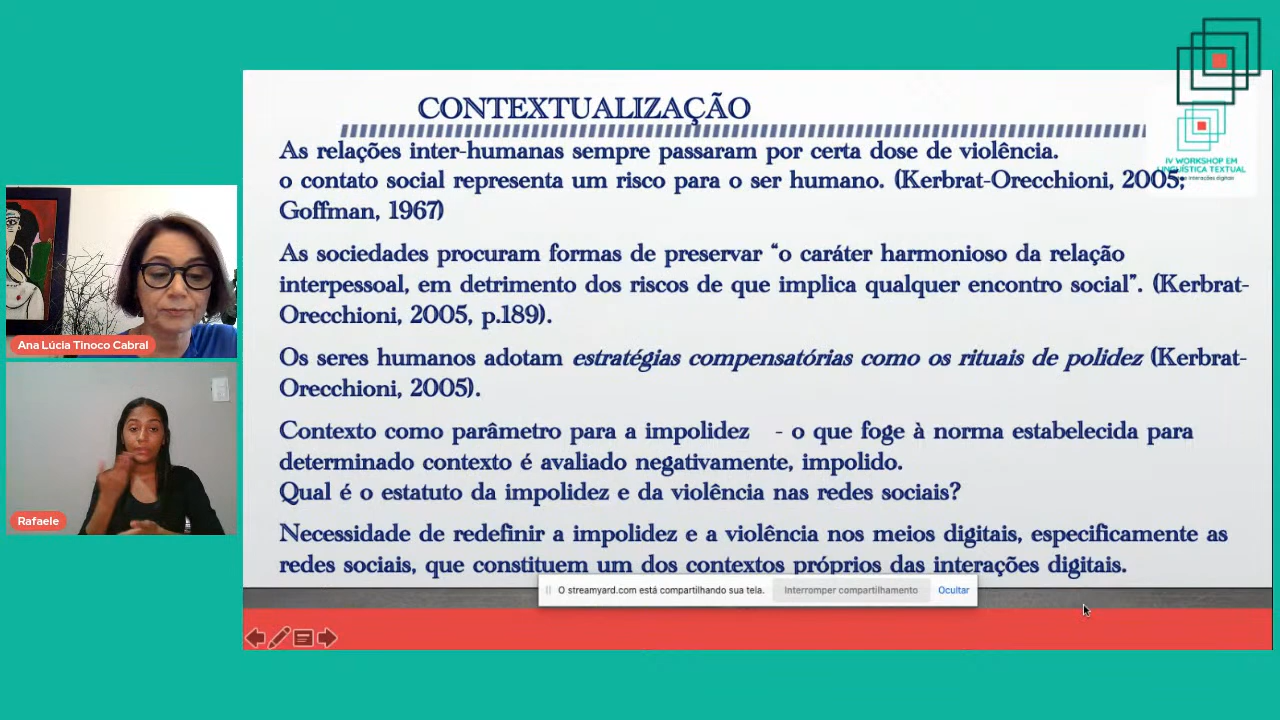 CONTEXTUALIZAÇÃO
As relações inter-humanas sempre passaram por certa dose de violência.
o contato social representa um risco para o ser humano. (Kerbrat-Orecchioni, 2005;
Goffman, 1967)
As sociedades procuram formas de preservar “o caráter harmonioso da relação
interpessoal, em detrimento dos riscos de que implica qualquer encontro social”. (Kerbrat-
Orecchioni, 2005, p.189).
Os seres humanos adotam estratégias compensatórias como os rituais de polidez (Kerbrat-
Orecchioni, 2005).
Contexto como parâmetro para a impolidez - o que foge à norma estabelecida para
determinado contexto é avaliado negativamente, impolido.
Qual é o estatuto da impolidez e da violência nas redes sociais?
Necessidade de redefinir a impolidez e a violência nos meios digitais, especificamente as
redes sociais, que constituem um dos contextos próprios das interações digitais.
IV WORKSHOP EM
LINGUÍSTICA TEXTUAL
interações digitais
Ana Lúcia Tinoco Cabral
Rafaele
O streamyard.com está compartilhando sua tela.
Interromper compartilhamento
Ocultar